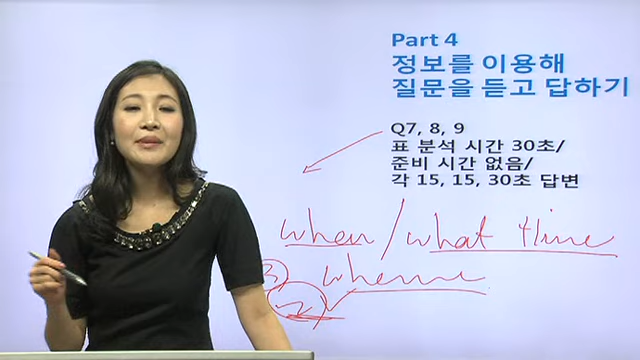 Part 4
정보를 이용해
질문을 듣고 답하기
Q7, 8, 9
표 분석 시간 30초/
준비 시간 없음/
각 15, 15, 30초 답변
when / what time